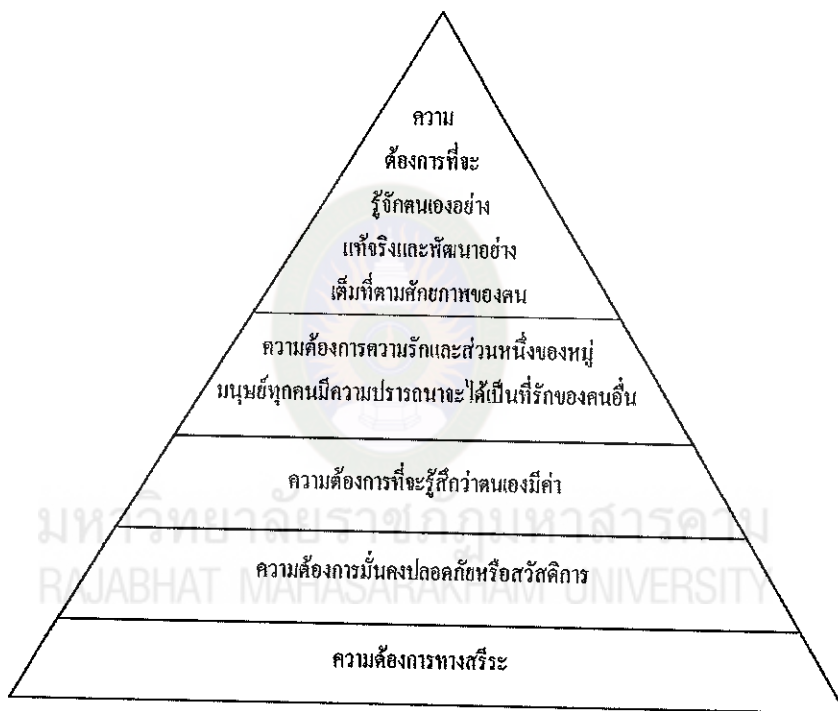 ความ
ต้องการที่จะ
รู้จักตนเองอย่าง
แท้จริงและพัฒนาอย่าง
เต็มที่ตามศักยภาพของตน
ความต้องการความรักและส่วนหนึ่งของหมู่
มนุษย์ทุกคนมีความปรารถนาจะได้เป็นที่รักของคนอื่น
ความต้องการที่จะรู้สึกว่าตนเองมีค่า
มหาวิทยาลัยราชภัฏมหาสารคาม
ความต้องการมั่นคงปลอดภัยหรือสวัสดิการ
RAJABHAT MAHASARAKHAM UNIVERSITY
ความต้องการทางสรีระ